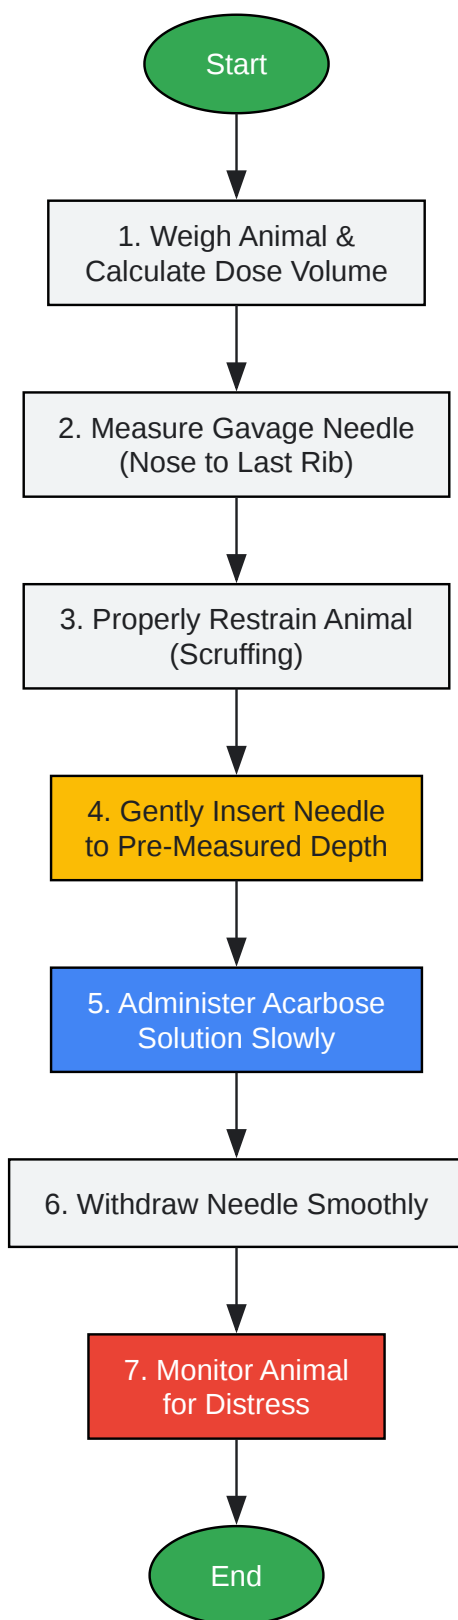 Start
1. Weigh Animal &
Calculate Dose Volume
2. Measure Gavage Needle
(Nose to Last Rib)
3. Properly Restrain Animal
(Scruffing)
4. Gently Insert Needle
to Pre-Measured Depth
5. Administer Acarbose
Solution Slowly
6. Withdraw Needle Smoothly
7. Monitor Animal
for Distress
End